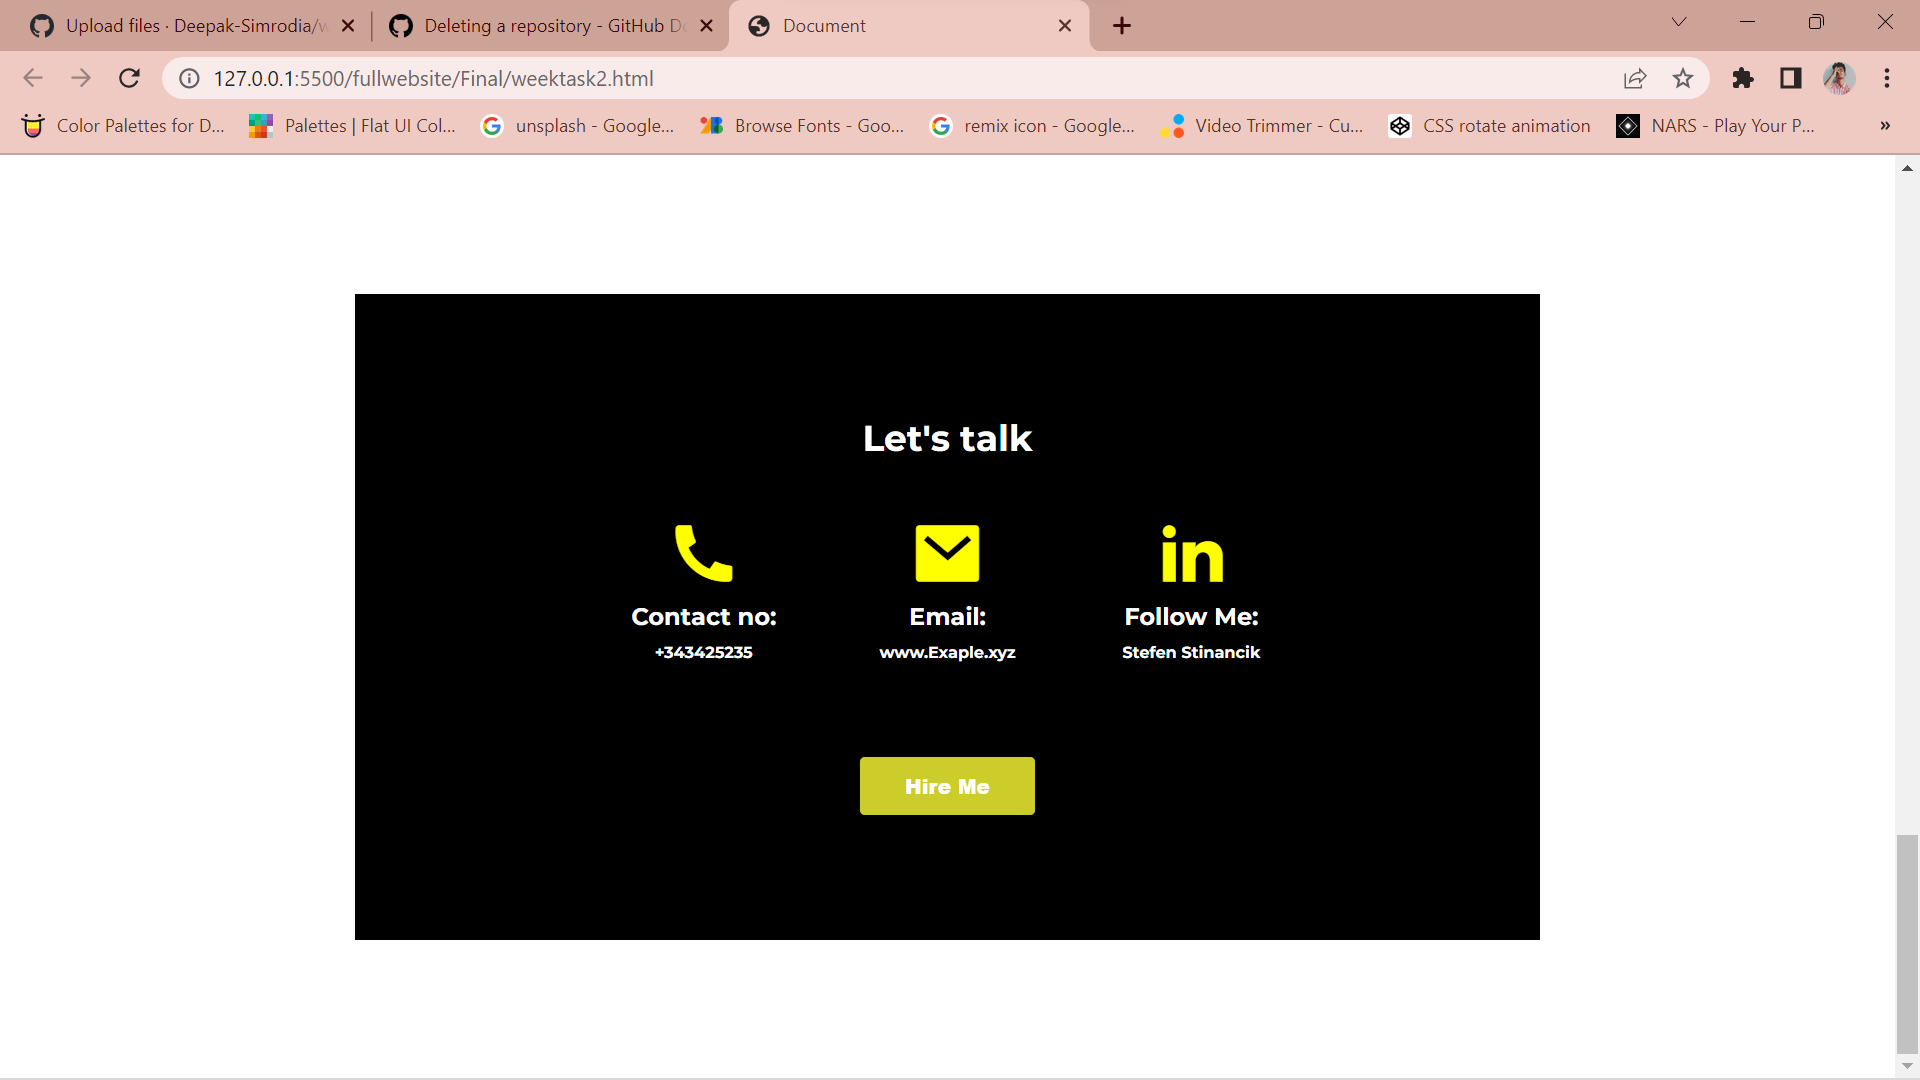 Upload files · Deepak-Simrodia/w
Deleting a repository - GitHub Do
Document
127.0.0.1:5500/fullwebsite/Final/weektask2.html
Color Palettes for D...
Palettes | Flat UI Col...
unsplash - Google...
Browse Fonts - Goo...
remix icon - Google...
Video Trimmer - Cu...
CSS rotate animation
NARS - Play Your P...
»
Let's talk
in
Contact no:
+343425235
Email:
www.Exaple.xyz
Follow Me:
Stefen Stinancik
Hire Me